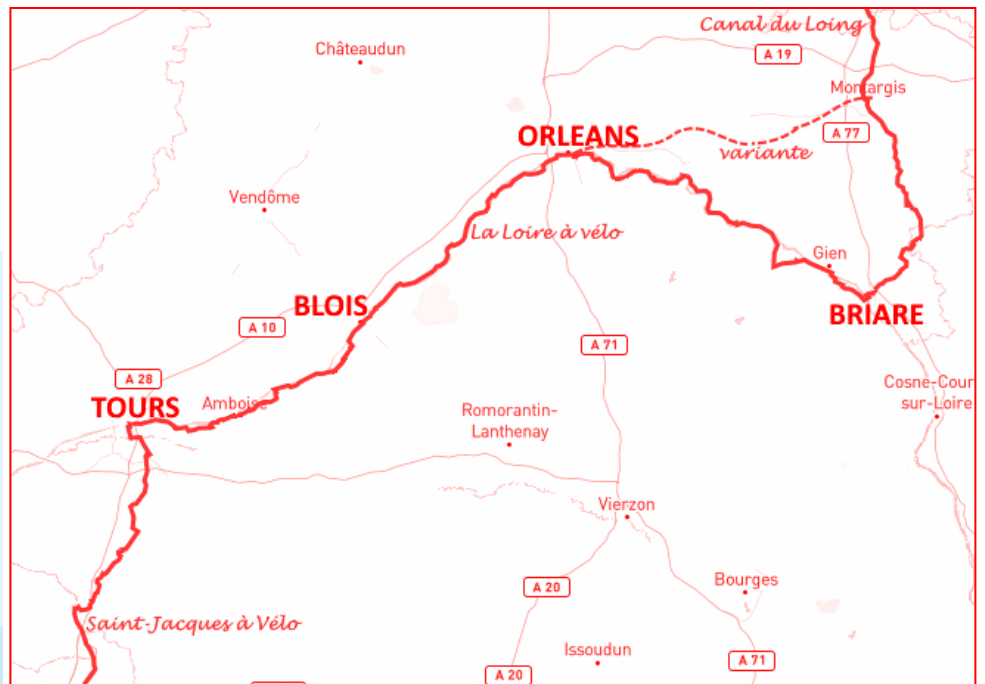 Canal du Loing
Châteaudun
A 19
Montargis
ORLEANS
A 77
variante
Vendôme
La Loire à vélo
Gien
BLOIS
BRIARE
A 10
A 71
A 28
Cosne-Cour
sur-Loire
TOURS
Amboise
Romorantin-
Lanthenay
Vierzon
Bourges
A 20
Saint-Jacques à Vélo
Issoudun
A 71
A 20